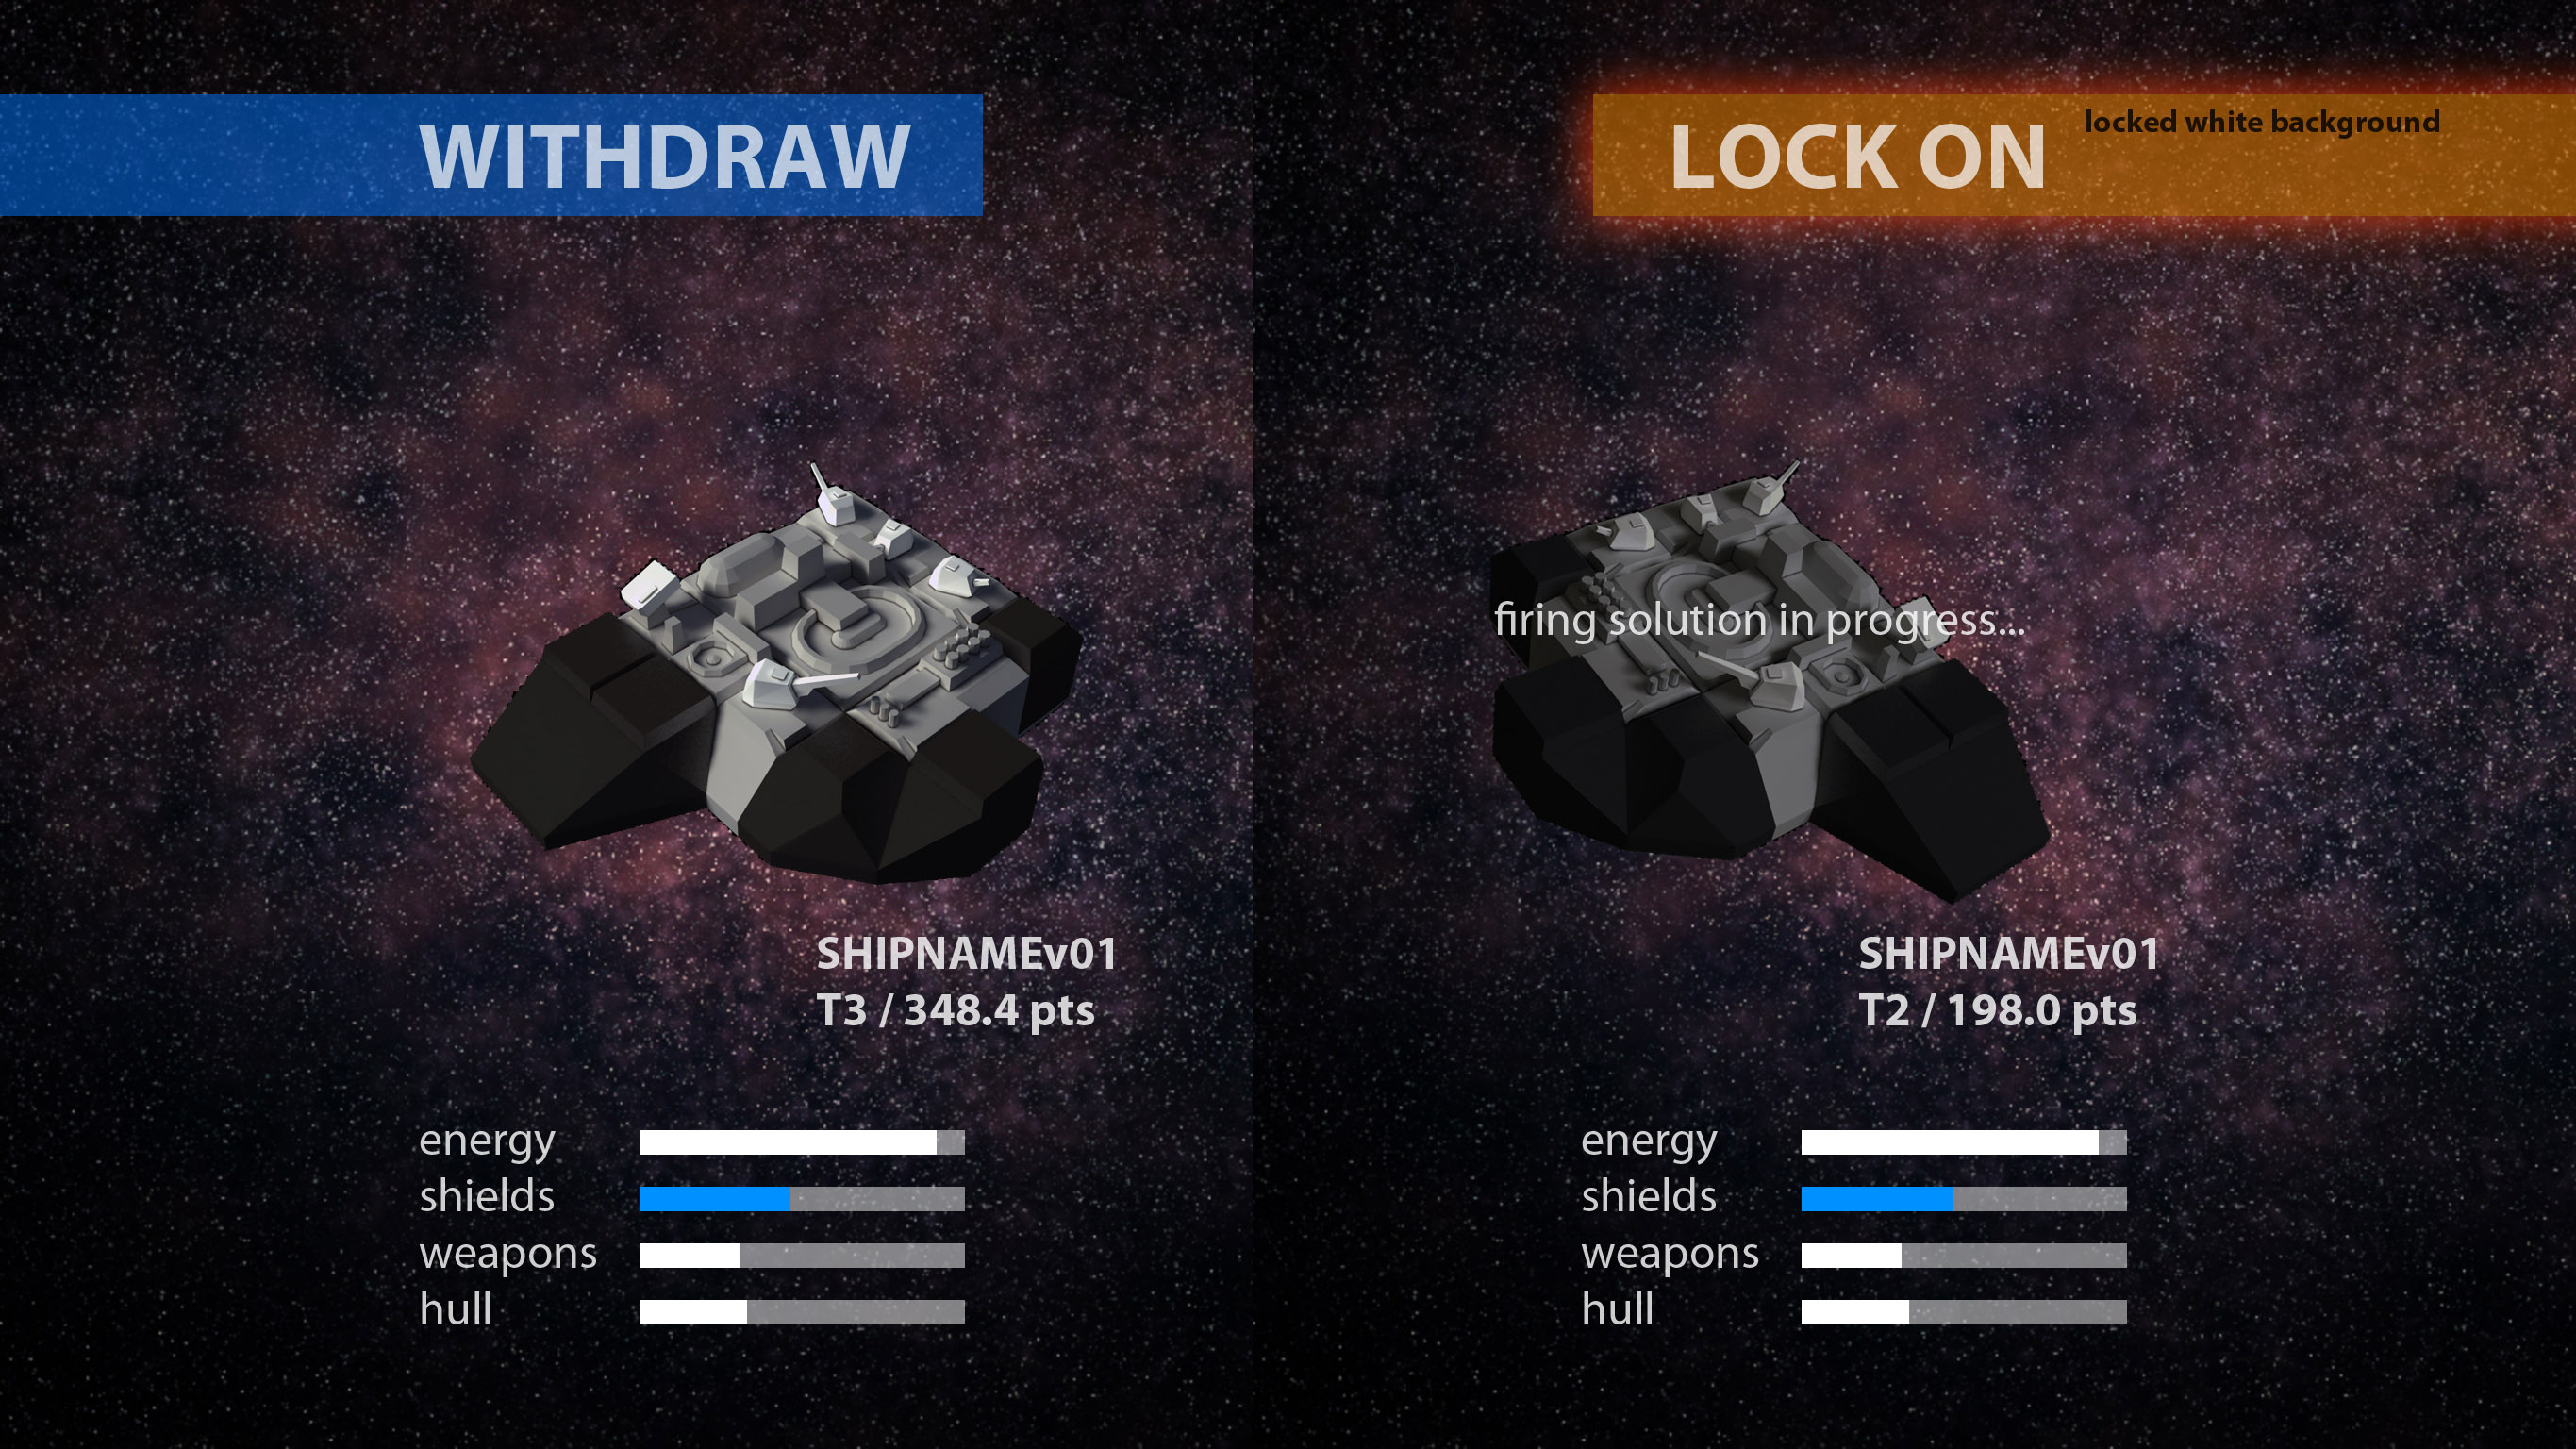 WITHDRAW
LOCK ON
locked white background
firing solution in progress...
SHIPNAMEv01
T3 / 348.4 pts
SHIPNAMEv01
T2 / 198.0 pts
energy
shields
weapons
hull
energy
shields
weapons
hull